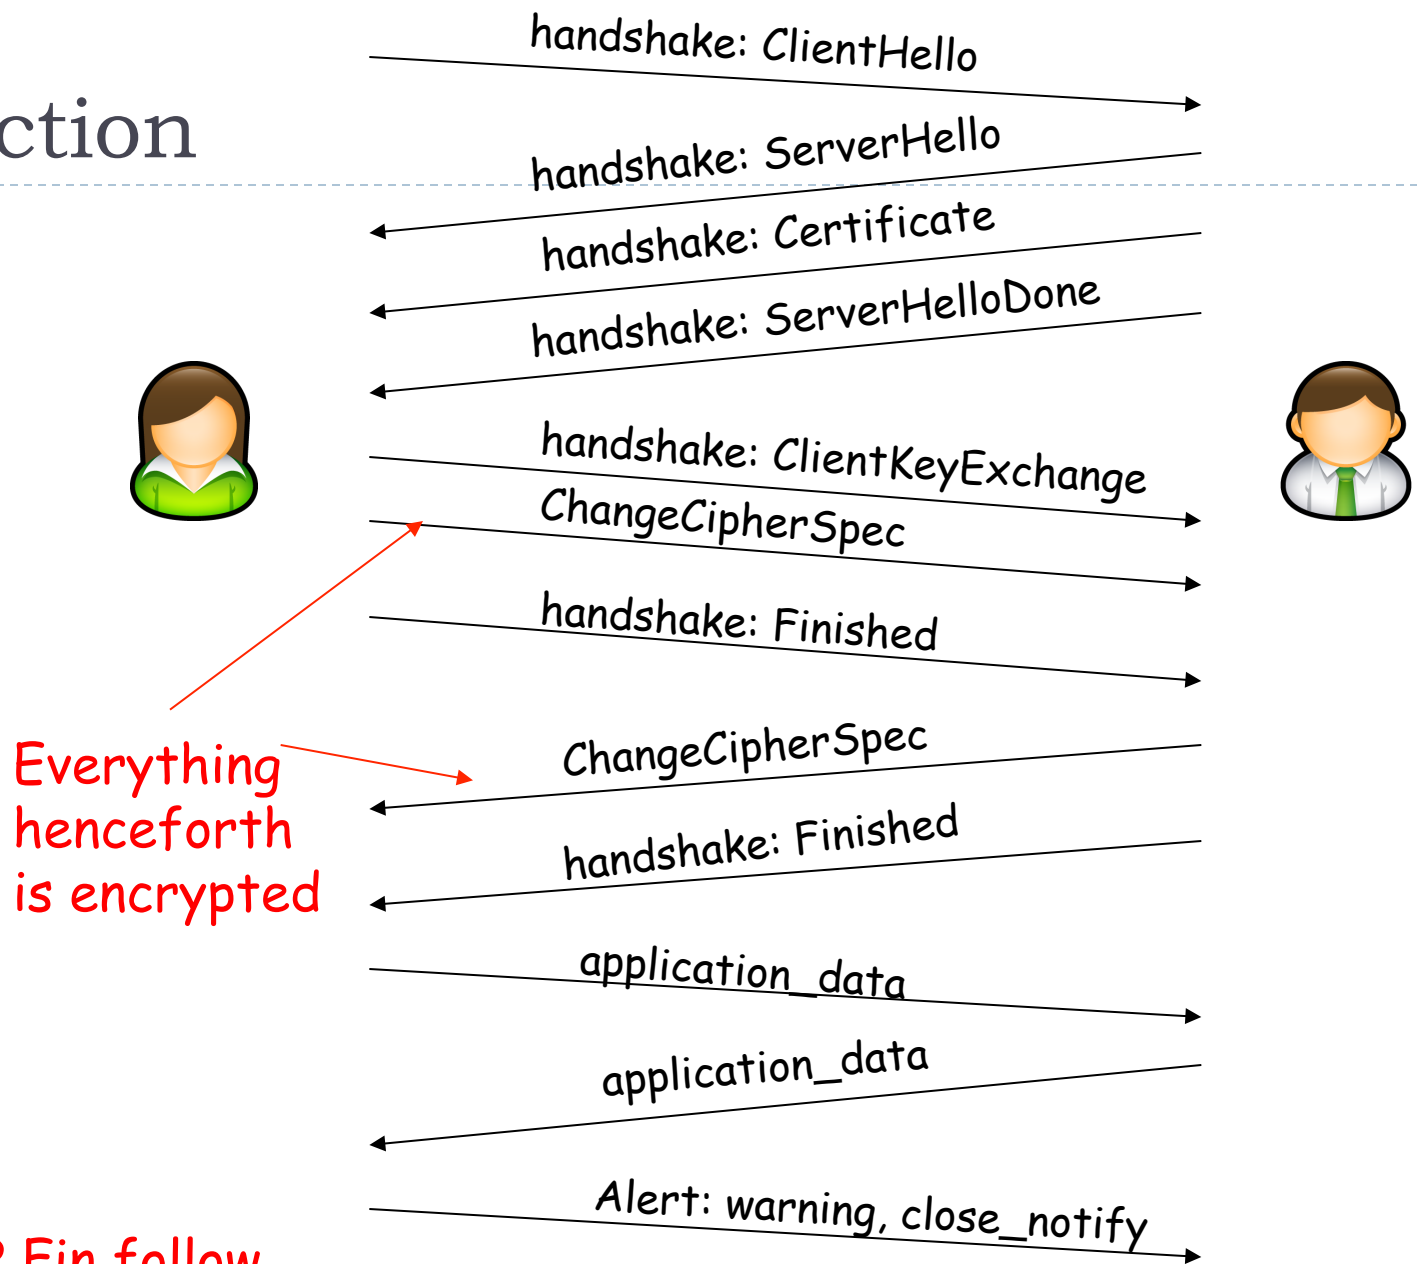 handshake: ClientHello
ction
handshake: ServerHello
handshake: Certificate
handshake: ServerHelloDone
handshake: ClientKeyExchange
ChangeCipherSpec
handshake: Finished
ChangeCipherSpec
Everything
henceforth
is encrypted
handshake: Finished
application_data
application_data
Alert: warning, close_notify
Fin follow